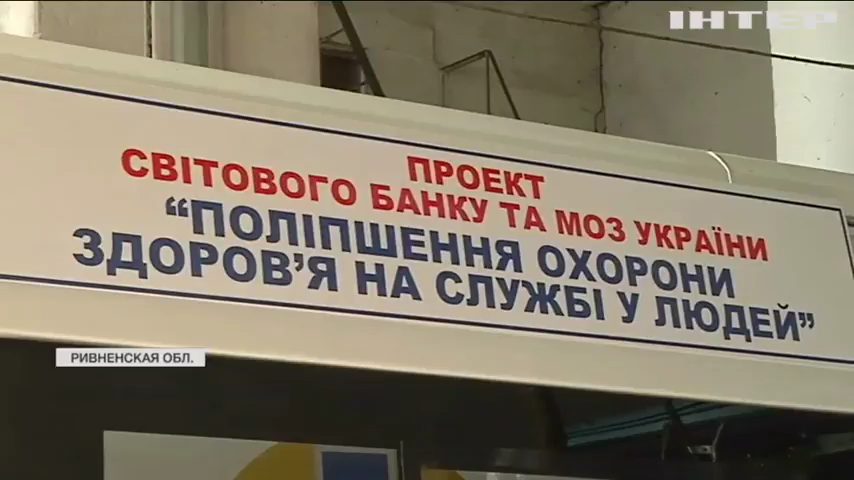 ІНТЕР
ПРОЕКТ
СВІТОВОГО БАНКУ ТА МОЗ УКРАЇНИ
“ПОЛІПШЕННЯ ОХОРОНИ
ЗДОРОВ’Я НА СЛУЖБІ У ЛЮДЕЙ”
РИВНЕНСКАЯ ОБЛ.